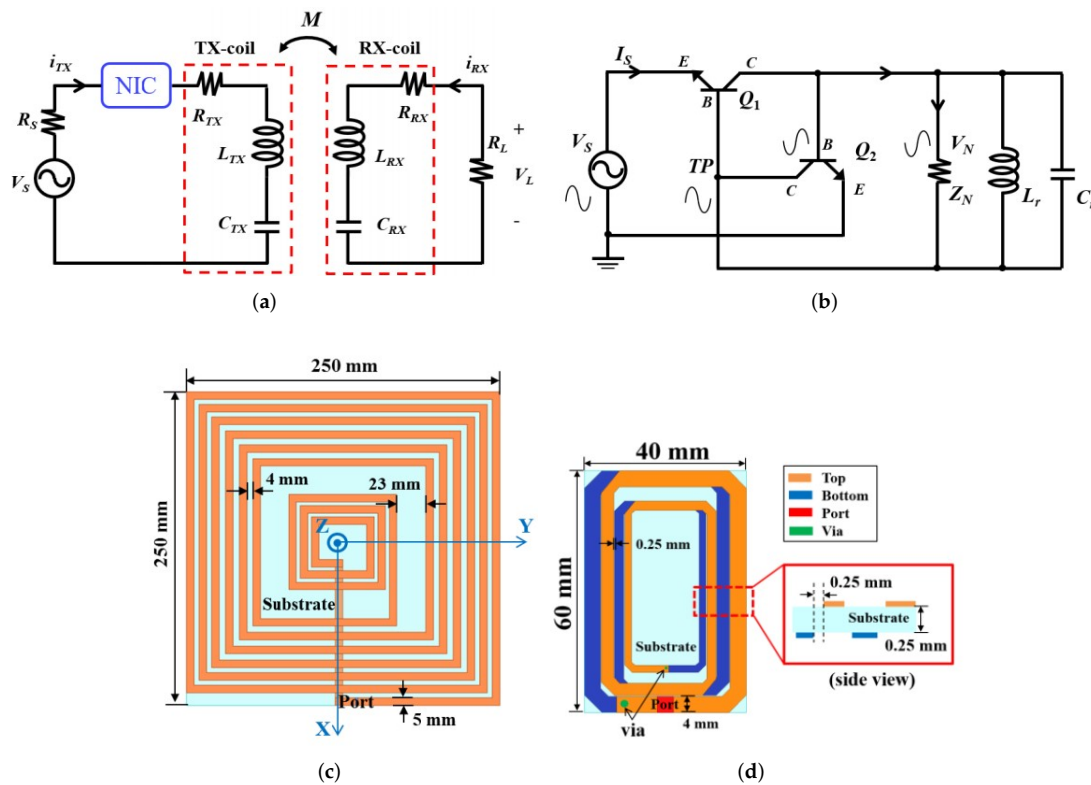 M
TX-coil
RX-coil
i_TX
i_RX
NIC
R_S
R_TX
R_RX
R_L
+
V_L
-
L_TX
L_RX
V_S
C_TX
C_RX
(a)
I_S
E
C
B
Q_1
V_S
B
Q_2
V_N
TP
C
E
Z_N
L_r
(b)
250 mm
250 mm
4 mm
23 mm
Z
Y
Substrate
Port
5 mm
X
(c)
40 mm
60 mm
0.25 mm
Substrate
Port
4 mm
via
Top
Bottom
Port
Via
0.25 mm
Substrate
0.25 mm
(side view)
(d)